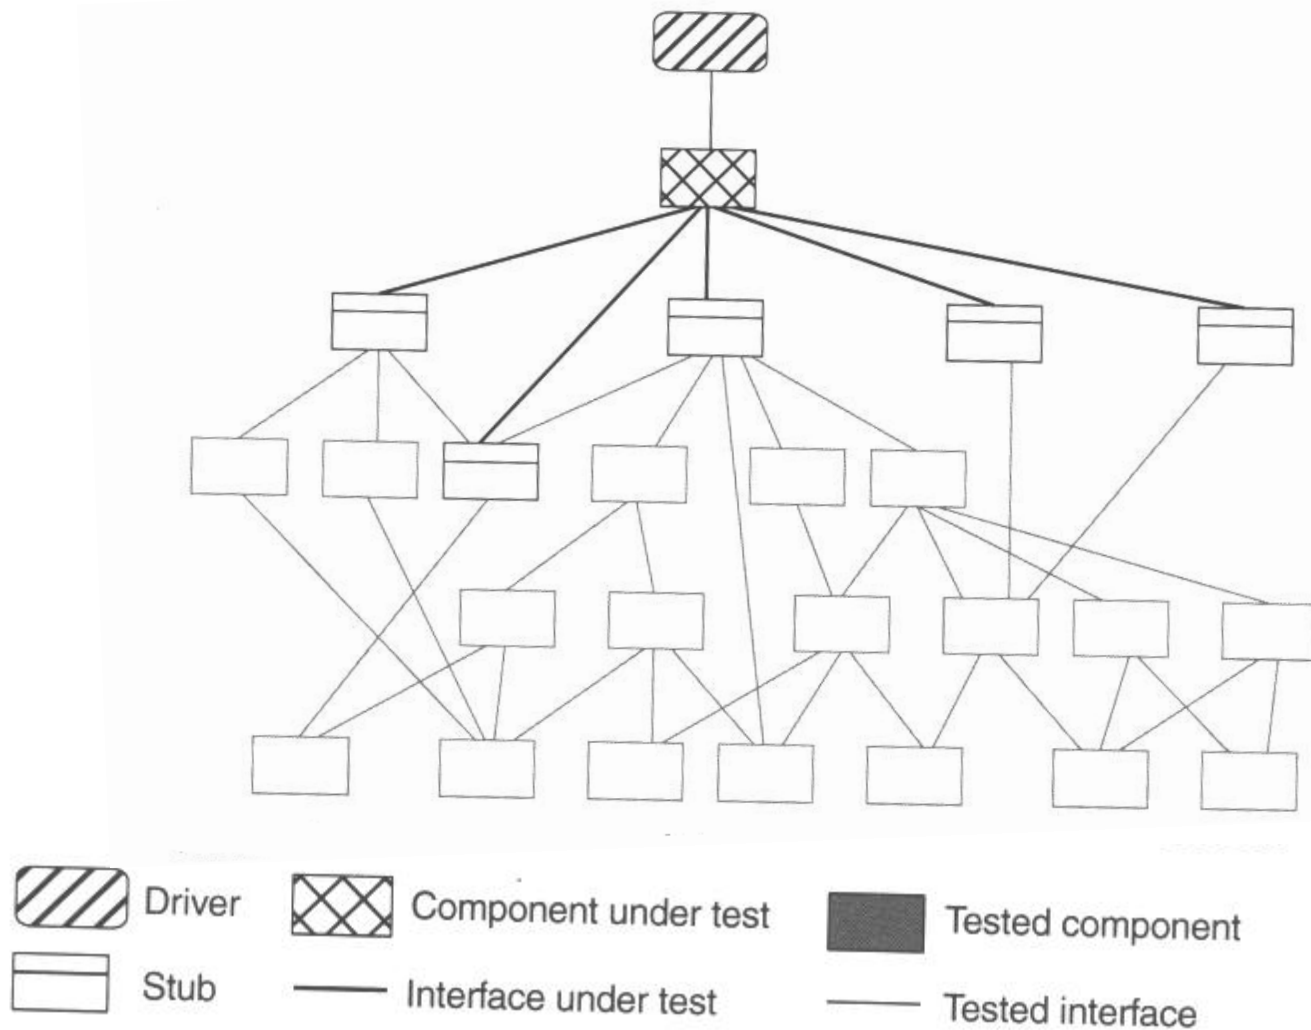 Driver
Component under test
Tested component
Stub
Interface under test
Tested interface